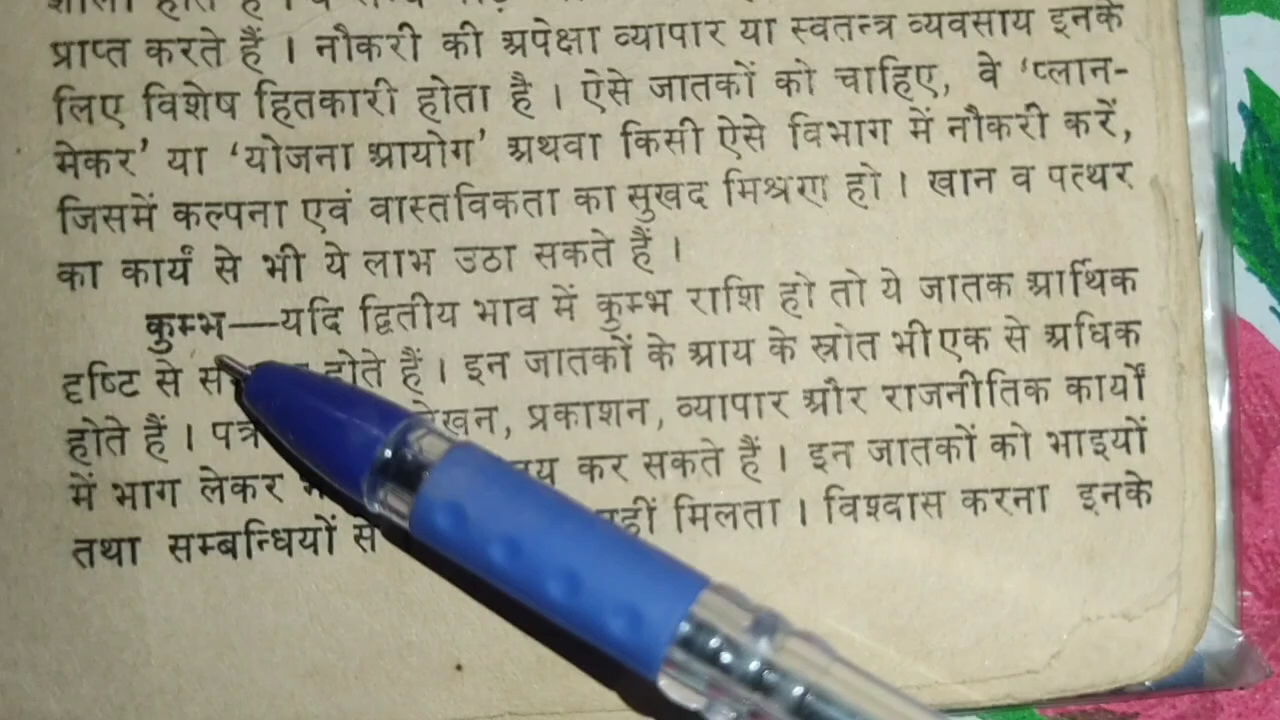 प्राप्त करते हैं । नौकरी की अपेक्षा व्यापार या स्वतन्त्र व्यवसाय इनके
लिए विशेष हितकारी होता है । ऐसे जातकों को चाहिए, वे ‘प्लान-
मेकर’ या ‘योजना आयोग’ अथवा किसी ऐसे विभाग में नौकरी करें,
जिसमें कल्पना एवं वास्तविकता का सुखद मिश्रण हो । खान व पत्थर
का कार्य से भी ये लाभ उठा सकते हैं ।
कुम्भ—यदि द्वितीय भाव में कुम्भ राशि हो तो ये जातक आर्थिक
दृष्टि से होते हैं । इन जातकों के आय के स्रोत भी एक से अधिक
होते हैं । प्रकाशन, व्यापार और राजनीतिक कार्यों
में भाग लेकर कर सकते हैं । इन जातकों को भाइयों
तथा सम्बन्धियों से मिलता । विश्वास करना इनके